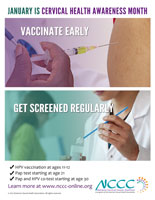 JANUARY IS CERVICAL HEALTH AWARENESS MONTH
VACCINATE EARLY
GET SCREENED REGULARLY
✓ HPV vaccination at ages 11-12
✓ Pap test starting at age 21
✓ Pap and HPV co-test starting at age 30
Learn more at www.nccc-online.org
NCCC